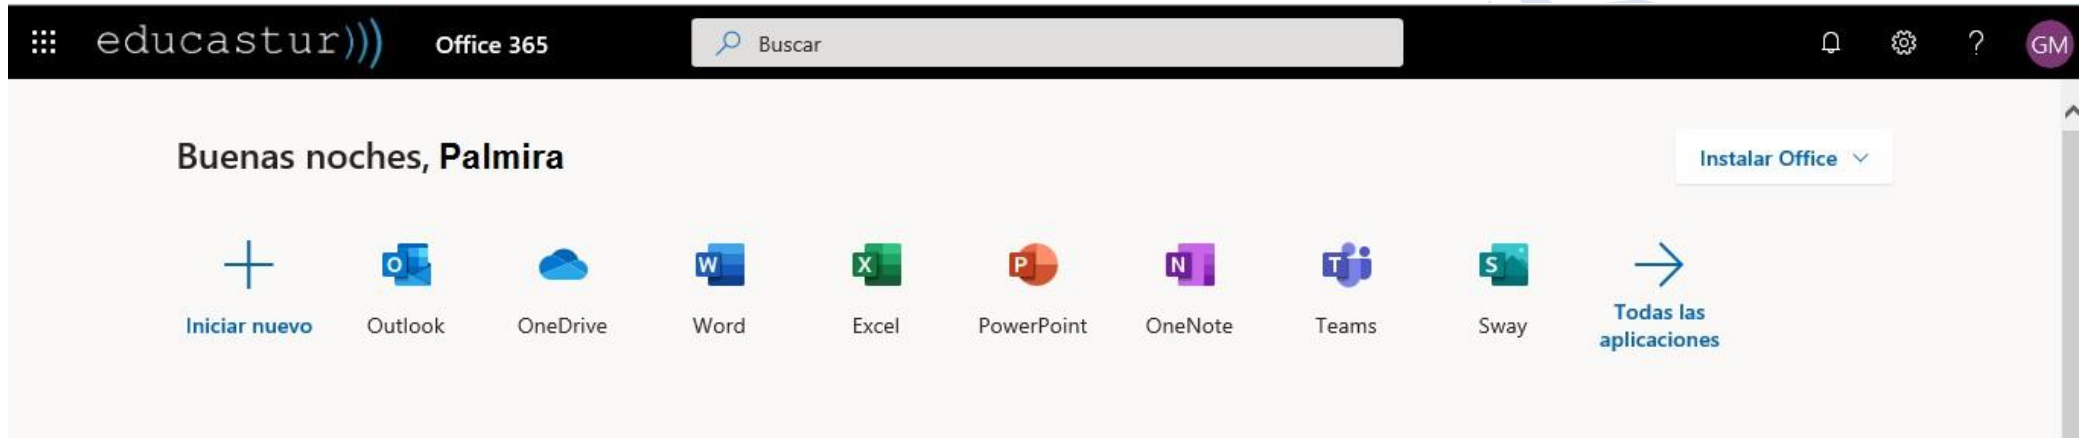 educastur))) Office 365 Buscar ? GM
Buenas noches, Palmira
Instalar Office
Iniciar nuevo Outlook OneDrive Word Excel PowerPoint OneNote Teams Sway Todas las aplicaciones